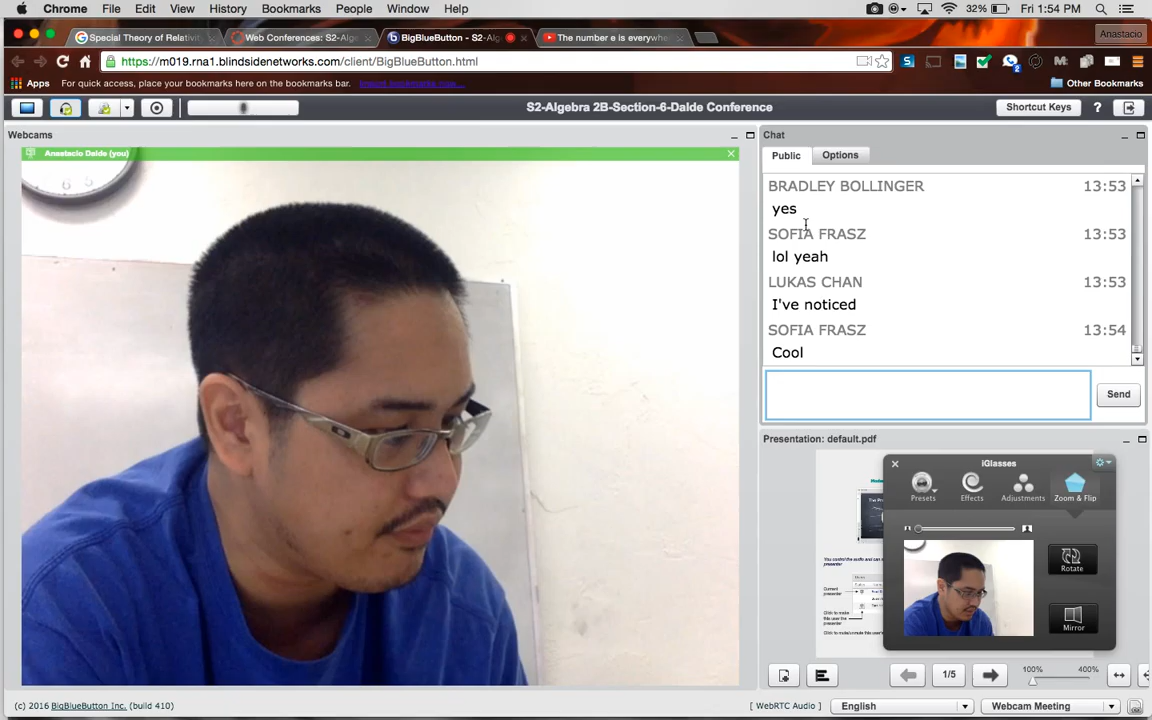 Chrome File Edit View History Bookmarks People Window Help 32% Fri 1:54 PM
Special Theory of Relativi Web Conferences: S2-Alge BigBlueButton - S2-Alg The number e is everywhe Anastacio
https://m019.rna1.blindsidenetworks.com/client/BigBlueButton.html
Apps For quick access, place your bookmarks here on the bookmarks bar. Import bookmarks now... Other Bookmarks
S2-Algebra 2B-Section-6-Dalde Conference Shortcut Keys ?
Webcams
Anastacio Dalde (you)
Chat
Public Options
BRADLEY BOLLINGER 13:53
yes
SOFIA FRASZ 13:53
lol yeah
LUKAS CHAN 13:53
I've noticed
SOFIA FRASZ 13:54
Cool
Send
Presentation: default.pdf
iGlasses
Presets Effects Adjustments Zoom & Flip
Rotate
Mirror
1/5 100% 400%
(c) 2016 BigBlueButton Inc. (build 410) [ WebRTC Audio ] English Webcam Meeting